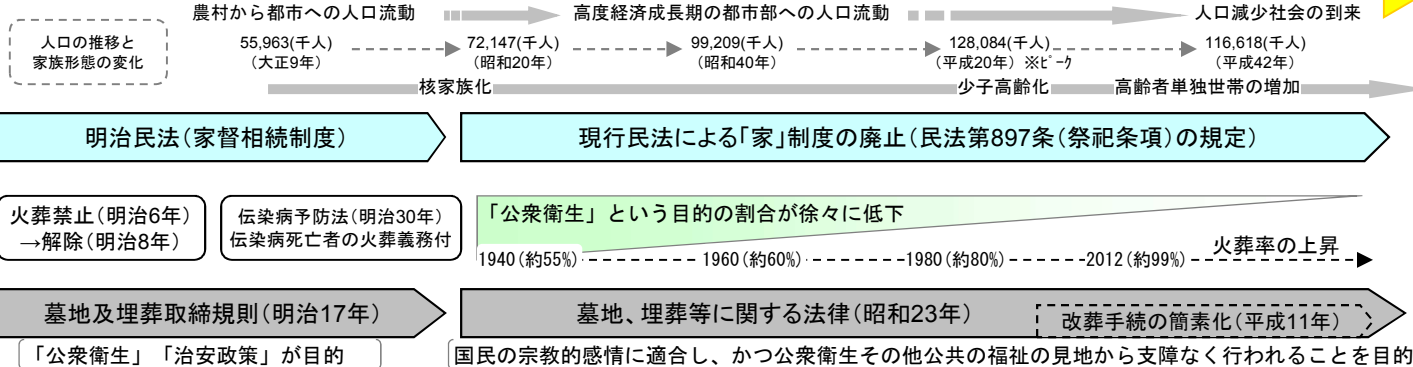 農村から都市への人口流動
高度経済成長期の都市部への人口流動
人口減少社会の到来
人口の推移と
家族形態の変化
55,963(千人)
(大正9年)
72,147(千人)
(昭和20年)
99,209(千人)
(昭和40年)
128,084(千人)
(平成20年)※ピーク
116,618(千人)
(平成42年)
核家族化
少子高齢化
高齢者単独世帯の増加
明治民法(家督相続制度)
現行民法による「家」制度の廃止(民法第897条(祭祀条項)の規定)
火葬禁止(明治6年)
→解除(明治8年)
伝染病予防法(明治30年)
伝染病死亡者の火葬義務付
「公衆衛生」という目的の割合が徐々に低下
1940(約55%)
1960(約60%)
1980(約80%)
2012(約99%)
火葬率の上昇
墓地及埋葬取締規則(明治17年)
墓地、埋葬等に関する法律(昭和23年)
改葬手続の簡素化(平成11年)
「公衆衛生」「治安政策」が目的
国民の宗教的感情に適合し、かつ公衆衛生その他公共の福祉の見地から支障なく行われることを目的